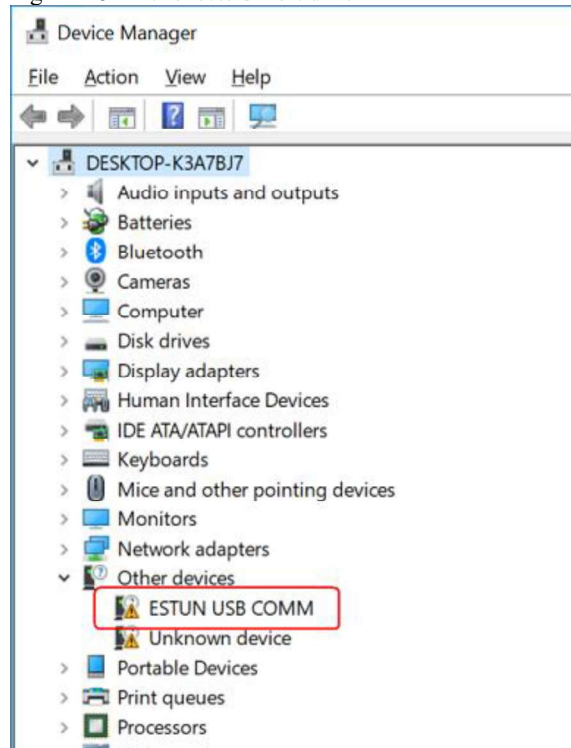 Device Manager
File Action View Help
DESKTOP-K3A7BJ7
Audio inputs and outputs
Batteries
Bluetooth
Cameras
Computer
Disk drives
Display adapters
Human Interface Devices
IDE ATA/ATAPI controllers
Keyboards
Mice and other pointing devices
Monitors
Network adapters
Other devices
ESTUN USB COMM
Unknown device
Portable Devices
Print queues
Processors